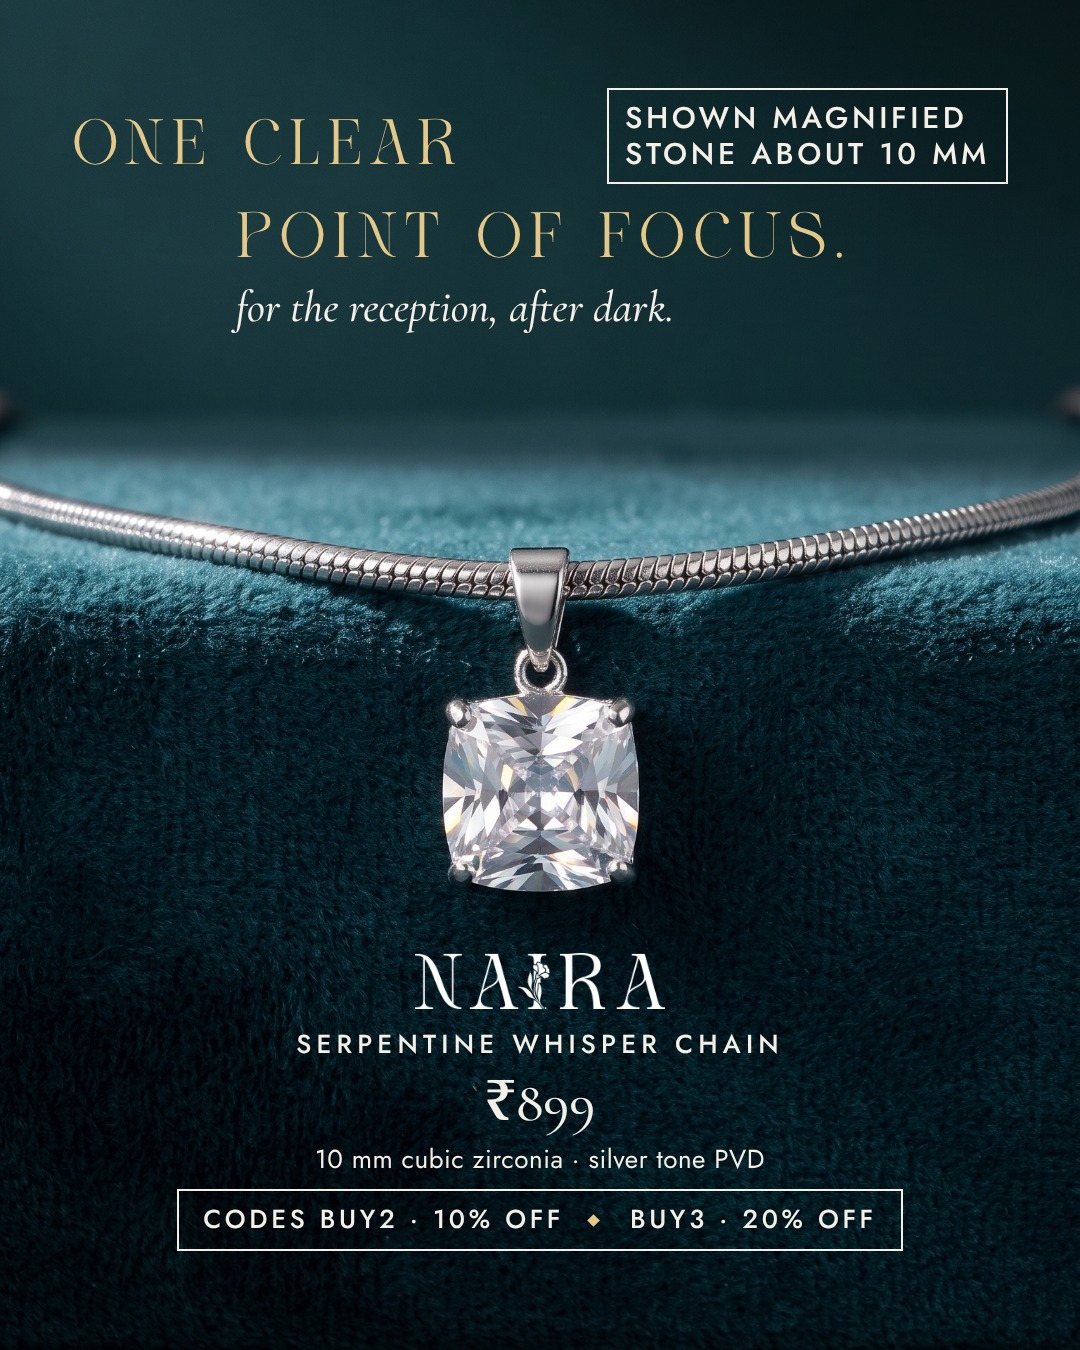 ONE CLEAR
POINT OF FOCUS.
for the reception, after dark.
SHOWN MAGNIFIED
STONE ABOUT 10 MM
NAIRA
SERPENTINE WHISPER CHAIN
₹899
10 mm cubic zirconia · silver tone PVD
CODES BUY2 · 10% OFF ◆ BUY3 · 20% OFF